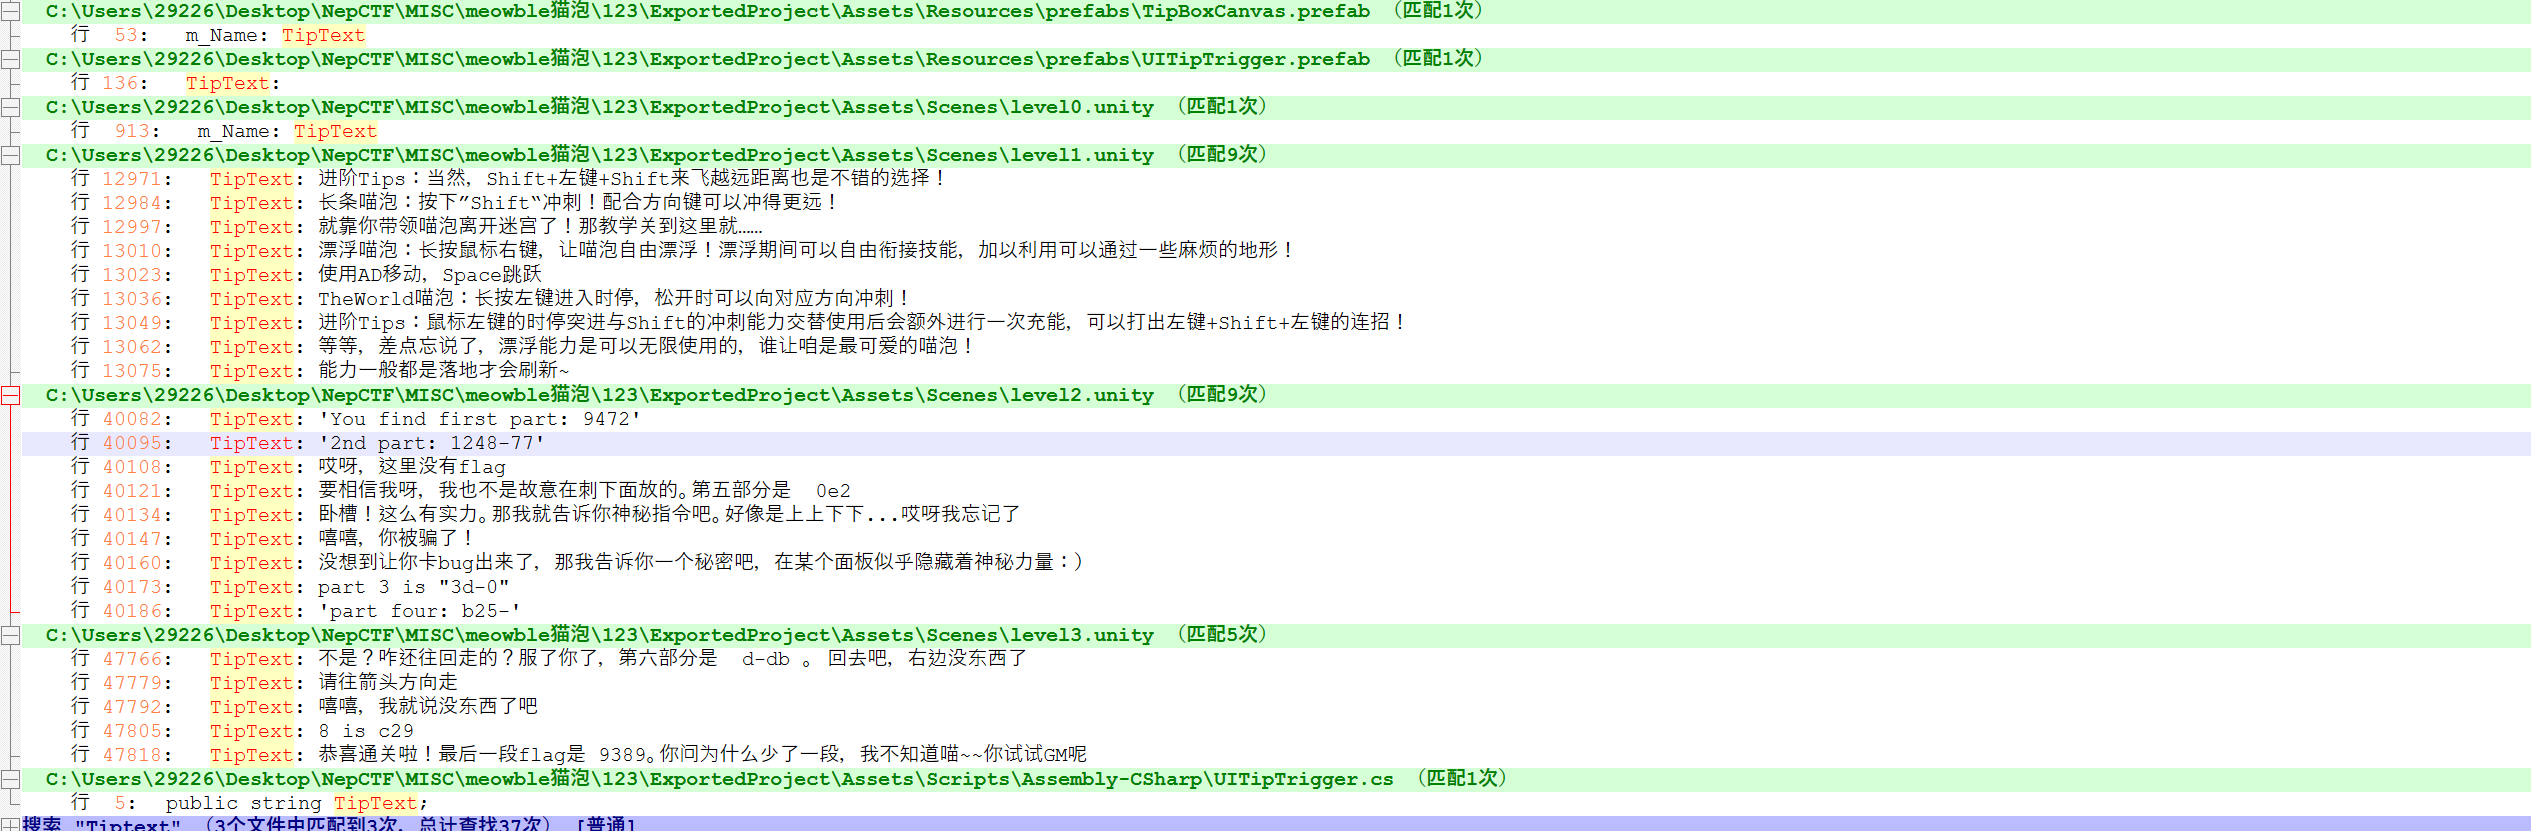 C:\Users\29226\Desktop\NepCTF\MISC\meowble猫泡\123\ExportedProject\Assets\Resources\prefabs\TipBoxCanvas.prefab （匹配1次）
行 53: m_Name: TipText
C:\Users\29226\Desktop\NepCTF\MISC\meowble猫泡\123\ExportedProject\Assets\Resources\prefabs\UITipTrigger.prefab （匹配1次）
行 136: TipText:
C:\Users\29226\Desktop\NepCTF\MISC\meowble猫泡\123\ExportedProject\Assets\Scenes\level0.unity （匹配1次）
行 913: m_Name: TipText
C:\Users\29226\Desktop\NepCTF\MISC\meowble猫泡\123\ExportedProject\Assets\Scenes\level1.unity （匹配9次）
行 12971: TipText: 进阶Tips：当然，Shift+左键+Shift来飞越远距离也是不错的选择！
行 12984: TipText: 长条喵泡：按下”Shift“冲刺！配合方向键可以冲得更远！
行 12997: TipText: 就靠你带领喵泡离开迷宫了！那教学关到这里就……
行 13010: TipText: 漂浮喵泡：长按鼠标右键，让喵泡自由漂浮！漂浮期间可以自由衔接技能，加以利用可以通过一些麻烦的地形！
行 13023: TipText: 使用AD移动，Space跳跃
行 13036: TipText: TheWorld喵泡：长按左键进入时停，松开时可以向对应方向冲刺！
行 13049: TipText: 进阶Tips：鼠标左键的时停突进与Shift的冲刺能力交替使用后会额外进行一次充能，可以打出左键+Shift+左键的连招！
行 13062: TipText: 等等，差点忘说了，漂浮能力是可以无限使用的，谁让咱是最可爱的喵泡！
行 13075: TipText: 能力一般都是落地才会刷新~
C:\Users\29226\Desktop\NepCTF\MISC\meowble猫泡\123\ExportedProject\Assets\Scenes\level2.unity （匹配9次）
行 40082: TipText: 'You find first part: 9472'
行 40095: TipText: '2nd part: 1248-77'
行 40108: TipText: 哎呀，这里没有flag
行 40121: TipText: 要相信我呀，我也不是故意在刺下面放的。第五部分是  0e2
行 40134: TipText: 卧槽！这么有实力。那我就告诉你神秘指令吧。好像是上上下下...哎呀我忘记了
行 40147: TipText: 嘻嘻，你被骗了！
行 40160: TipText: 没想到让你卡bug出来了，那我告诉你一个秘密吧，在某个面板似乎隐藏着神秘力量：）
行 40173: TipText: part 3 is "3d-0"
行 40186: TipText: 'part four: b25-'
C:\Users\29226\Desktop\NepCTF\MISC\meowble猫泡\123\ExportedProject\Assets\Scenes\level3.unity （匹配5次）
行 47766: TipText: 不是？咋还往回走的？服了你了，第六部分是  d-db 。 回去吧，右边没东西了
行 47779: TipText: 请往箭头方向走
行 47792: TipText: 嘻嘻，我就说没东西了吧
行 47805: TipText: 8 is c29
行 47818: TipText: 恭喜通关啦！最后一段flag是 9389。你问为什么少了一段，我不知道喵~~你试试GM呢
C:\Users\29226\Desktop\NepCTF\MISC\meowble猫泡\123\ExportedProject\Assets\Scripts\Assembly-CSharp\UITipTrigger.cs （匹配1次）
行 5: public string TipText;
搜索 "Tiptext" （3个文件中匹配到3次，总计查找37次） [普通]